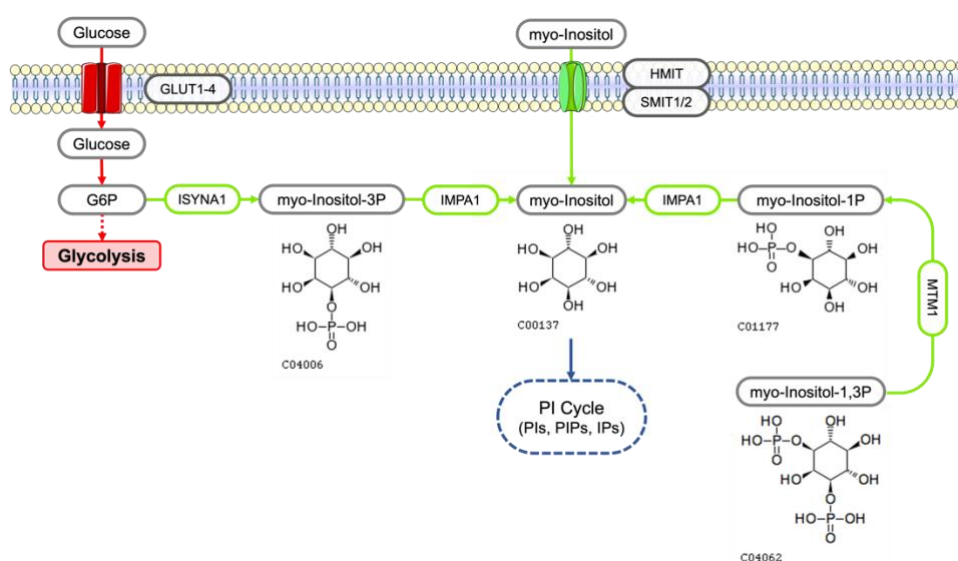 Glucose
myo-Inositol
GLUT1-4
HMIT
SMIT1/2
Glucose
G6P
ISYNA1
myo-Inositol-3P
IMPA1
myo-Inositol
IMPA1
myo-Inositol-1P
Glycolysis
OH
HO
OH
HO
OH
O
HO-P-OH
O
C04006
OH
HO
OH
HO
OH
OH
C00137
HO
OH
HO-P-O
OH
O
HO
OH
OH
C01177
MTM1
PI Cycle
(PIs, PIPs, IPs)
myo-Inositol-1,3P
HO
OH
HO-P-O
OH
O
HO
OH
O
HO-P-OH
O
C04062